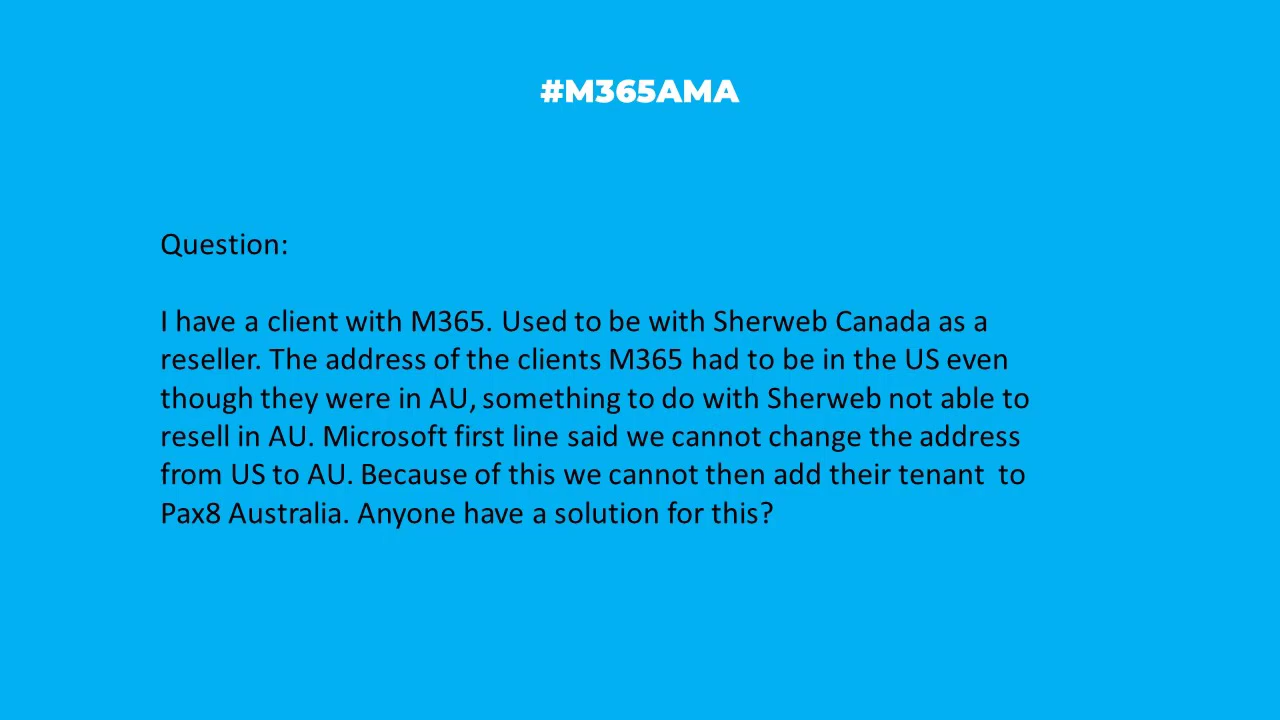 #M365AMA
Question:
I have a client with M365. Used to be with Sherweb Canada as a
reseller. The address of the clients M365 had to be in the US even
though they were in AU, something to do with Sherweb not able to
resell in AU. Microsoft first line said we cannot change the address
from US to AU. Because of this we cannot then add their tenant  to
Pax8 Australia. Anyone have a solution for this?